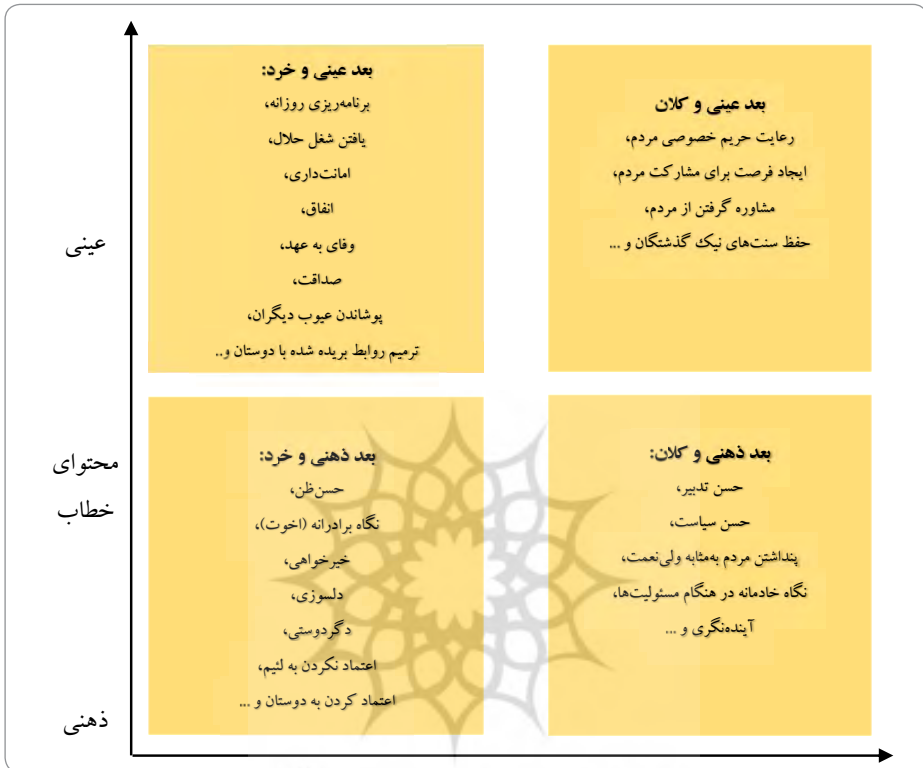 بعد عینی و خرد:
برنامه‌ریزی روزانه،
یافتن شغل حلال،
امانت‌داری،
انفاق،
وفای به عهد،
صداقت،
پوشاندن عیوب دیگران،
ترمیم روابط بریده شده با دوستان و..
بعد عینی و کلان
رعایت حریم خصوصی مردم،
ایجاد فرصت برای مشارکت مردم،
مشاوره گرفتن از مردم،
حفظ سنت‌های نیک گذشتگان و ...
عینی
محتوای
خطاب
ذهنی
بعد ذهنی و خرد:
حسن‌ظن،
نگاه برادرانه (اخوت)،
خیرخواهی،
دلسوزی،
دگردوستی،
اعتماد نکردن به لئیم،
اعتماد کردن به دوستان و ...
بعد ذهنی و کلان:
حسن تدبیر،
حسن سیاست،
پنداشتن مردم به‌مثابه ولی‌نعمت،
نگاه خادمانه در هنگام مسئولیت‌ها،
آینده‌نگری و ...